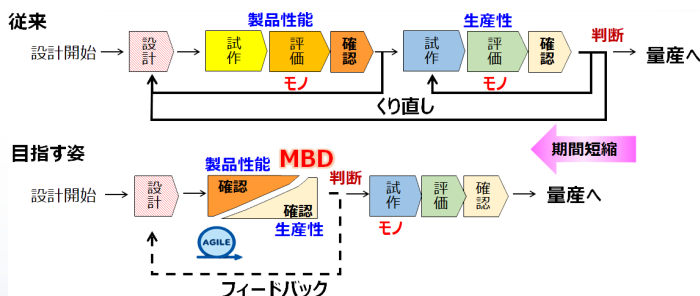 従来
製品性能
生産性
設計開始
設計
試作
評価
確認
試作
評価
確認
判断
量産へ
モノ
モノ
くり直し
目指す姿
期間短縮
製品性能
MBD
設計開始
設計
確認
確認
生産性
判断
試作
評価
確認
量産へ
モノ
AGILE
フィードバック